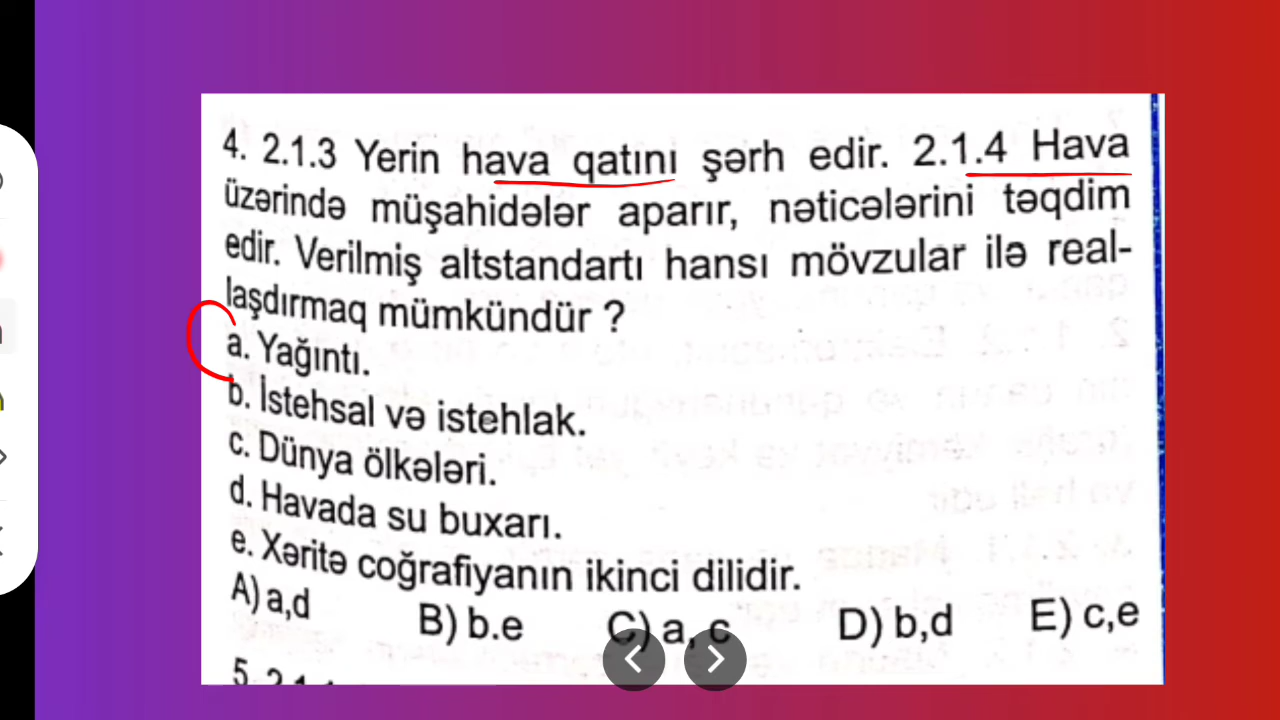 4. 2.1.3 Yerin hava qatını şərh edir. 2.1.4 Hava
üzərində müşahidələr aparır, nəticələrini təqdim
edir. Verilmiş altstandartı hansı mövzular ilə real-
laşdırmaq mümkündür ?
a. Yağıntı.
b. İstehsal və istehlak.
c. Dünya ölkələri.
d. Havada su buxarı.
e. Xəritə coğrafiyanın ikinci dilidir.
A) a,d B) b.e C) a, c D) b,d E) c,e